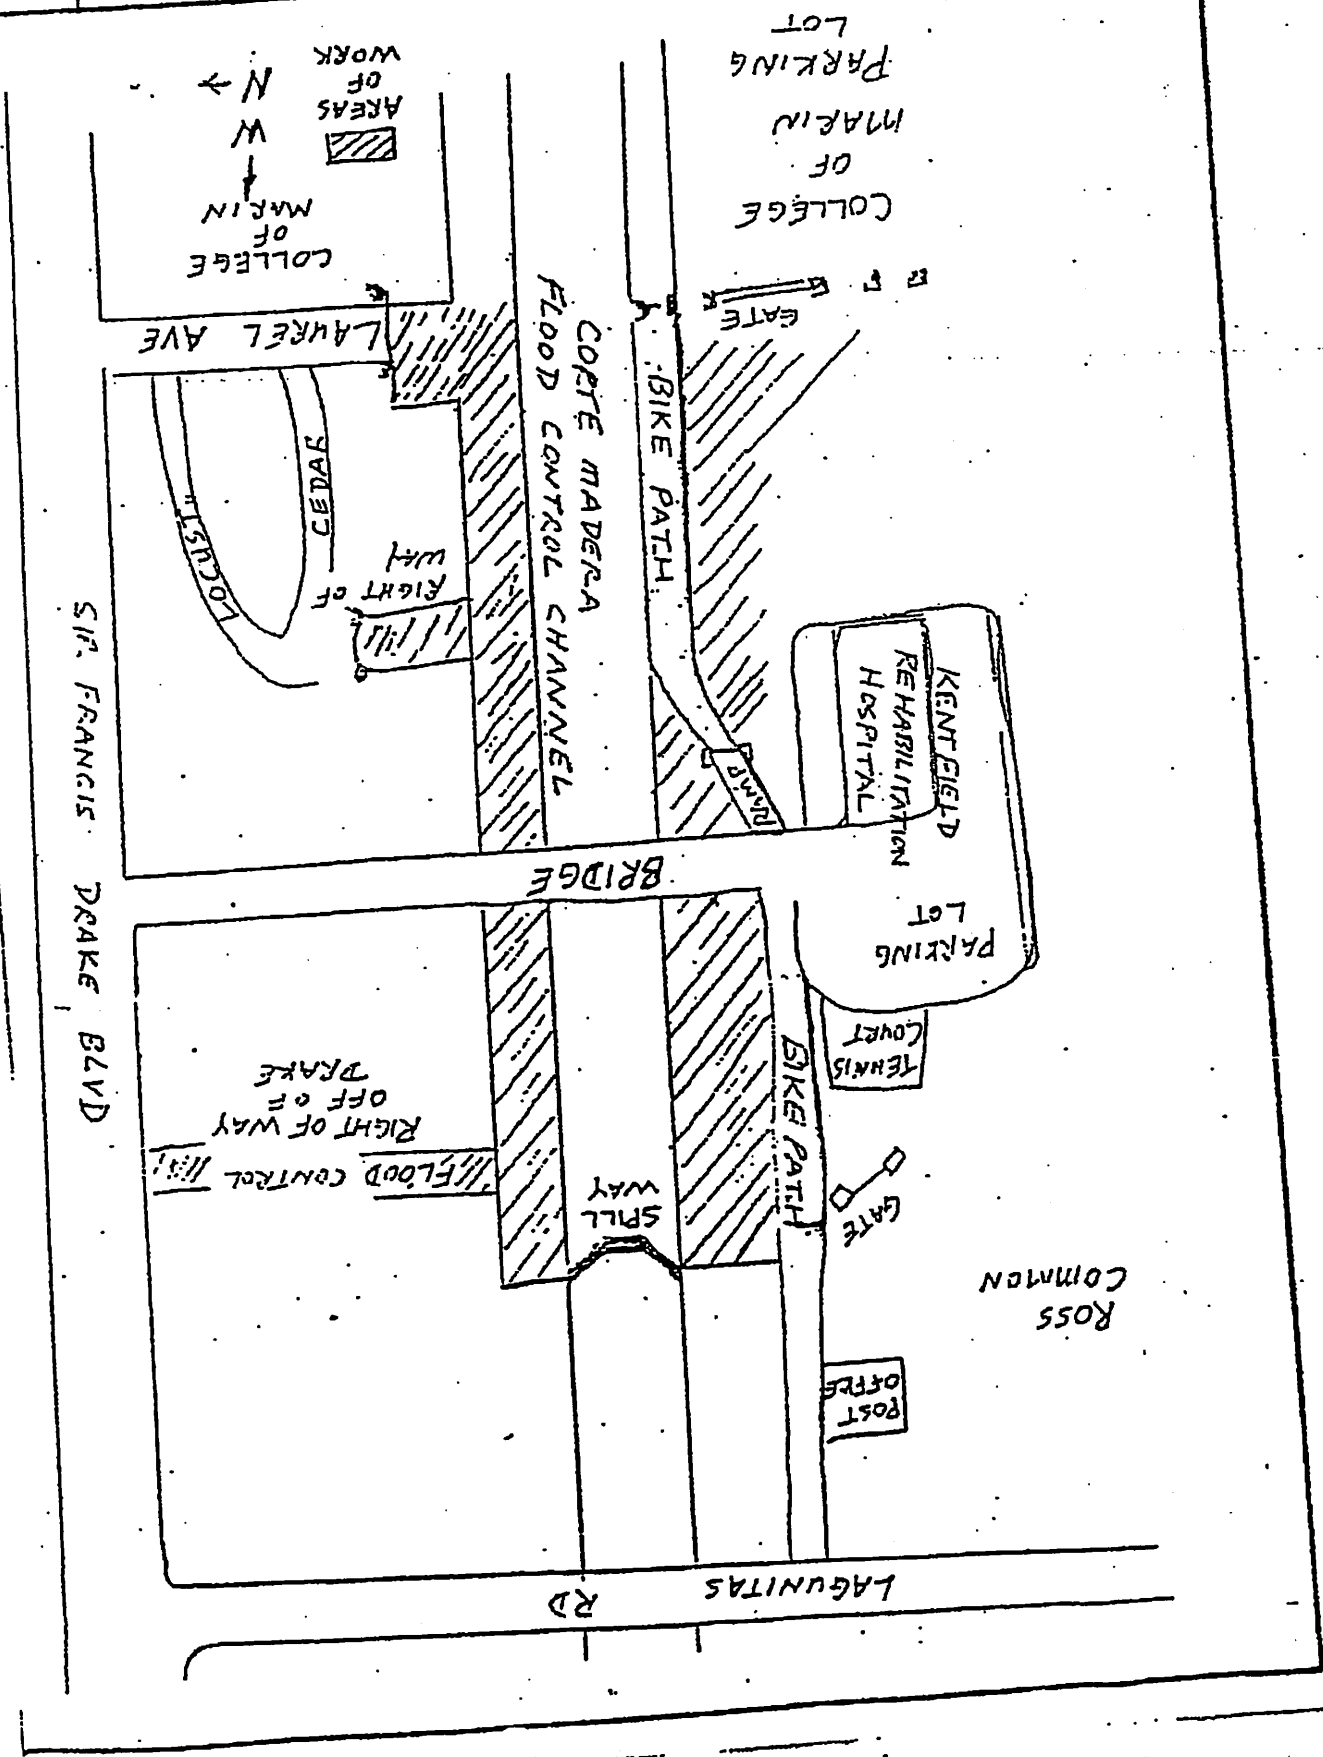 LAGUNITAS
RD
POST
OFFICE
ROSS
COMMON
GATE
SPILL
WAY
FLOOD CONTROL
RIGHT OF WAY
OFF OF
DRAKE
BIKE PATH
TENNIS
COURT
PARKING
LOT
BRIDGE
KENTFIELD
REHABILITATION
HOSPITAL
RAMP
SIR. FRANCIS DRAKE BLVD
RIGHT OF
WAY
LOCUST
CEDAR
CORTE MADERA
FLOOD CONTROL CHANNEL
BIKE PATH
LAUREL AVE
GATE
COLLEGE
OF
MARIN
COLLEGE
OF
MARIN
PARKING
LOT
W
N
AREAS
OF
WORK